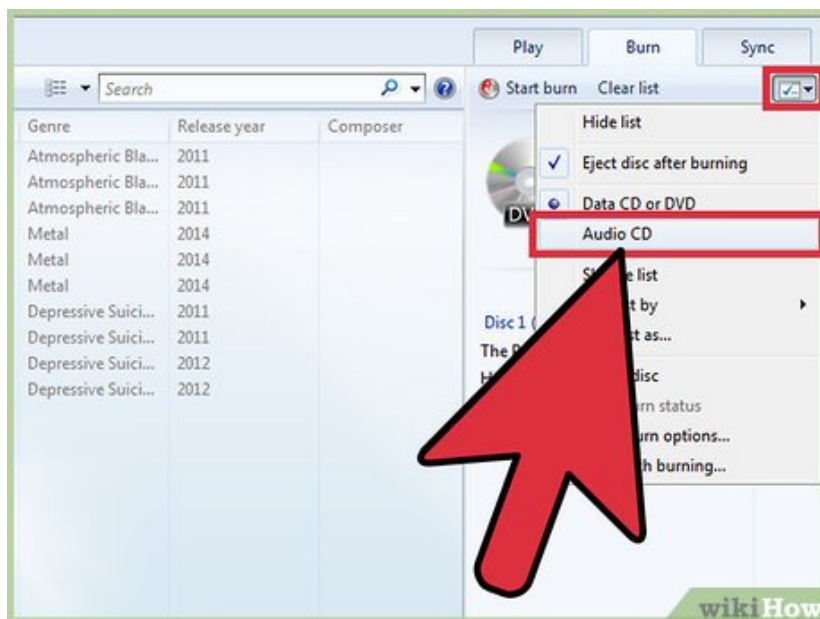 Play Burn Sync
Search
Start burn Clear list
Genre Release year Composer
Atmospheric Bla... 2011
Atmospheric Bla... 2011
Atmospheric Bla... 2011
Metal 2014
Metal 2014
Metal 2014
Depressive Suici... 2011
Depressive Suici... 2011
Depressive Suici... 2012
Depressive Suici... 2012
Hide list
Eject disc after burning
Data CD or DVD
Audio CD
list
by
as...
disc
status
options...
burning...
Disc 1
The
wikiHow